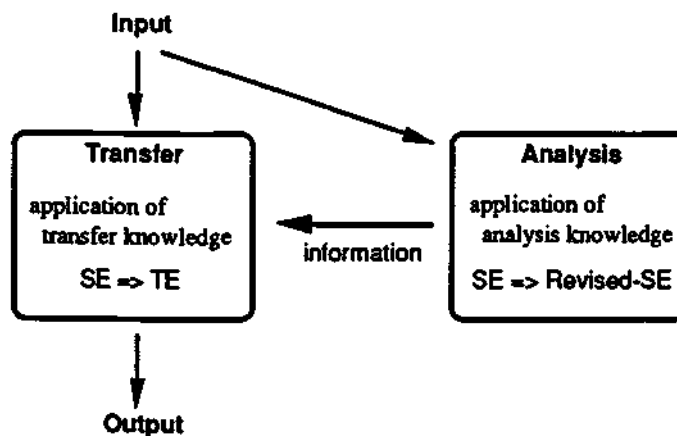 Input
Transfer
application of
transfer knowledge
SE => TE
information
Analysis
application of
analysis knowledge
SE => Revised-SE
Output